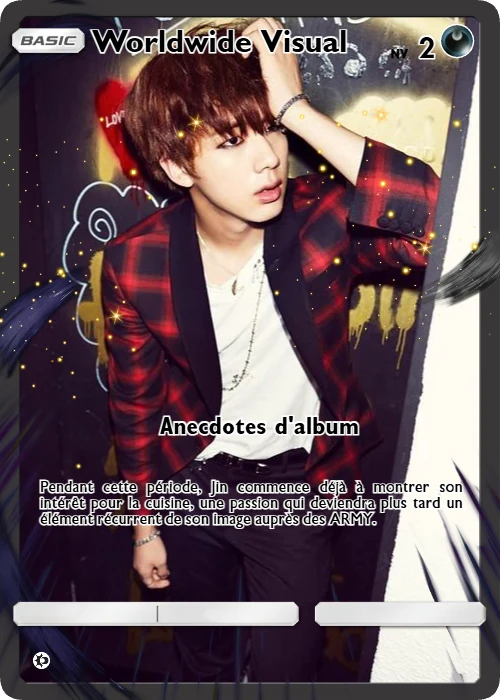 BASIC Worldwide Visual NV 2
LOVE
Anecdotes d'album
Pendant cette période, Jin commence déjà à montrer son
intérêt pour la cuisine, une passion qui deviendra plus tard un
élément récurrent de son image auprès des ARMY.